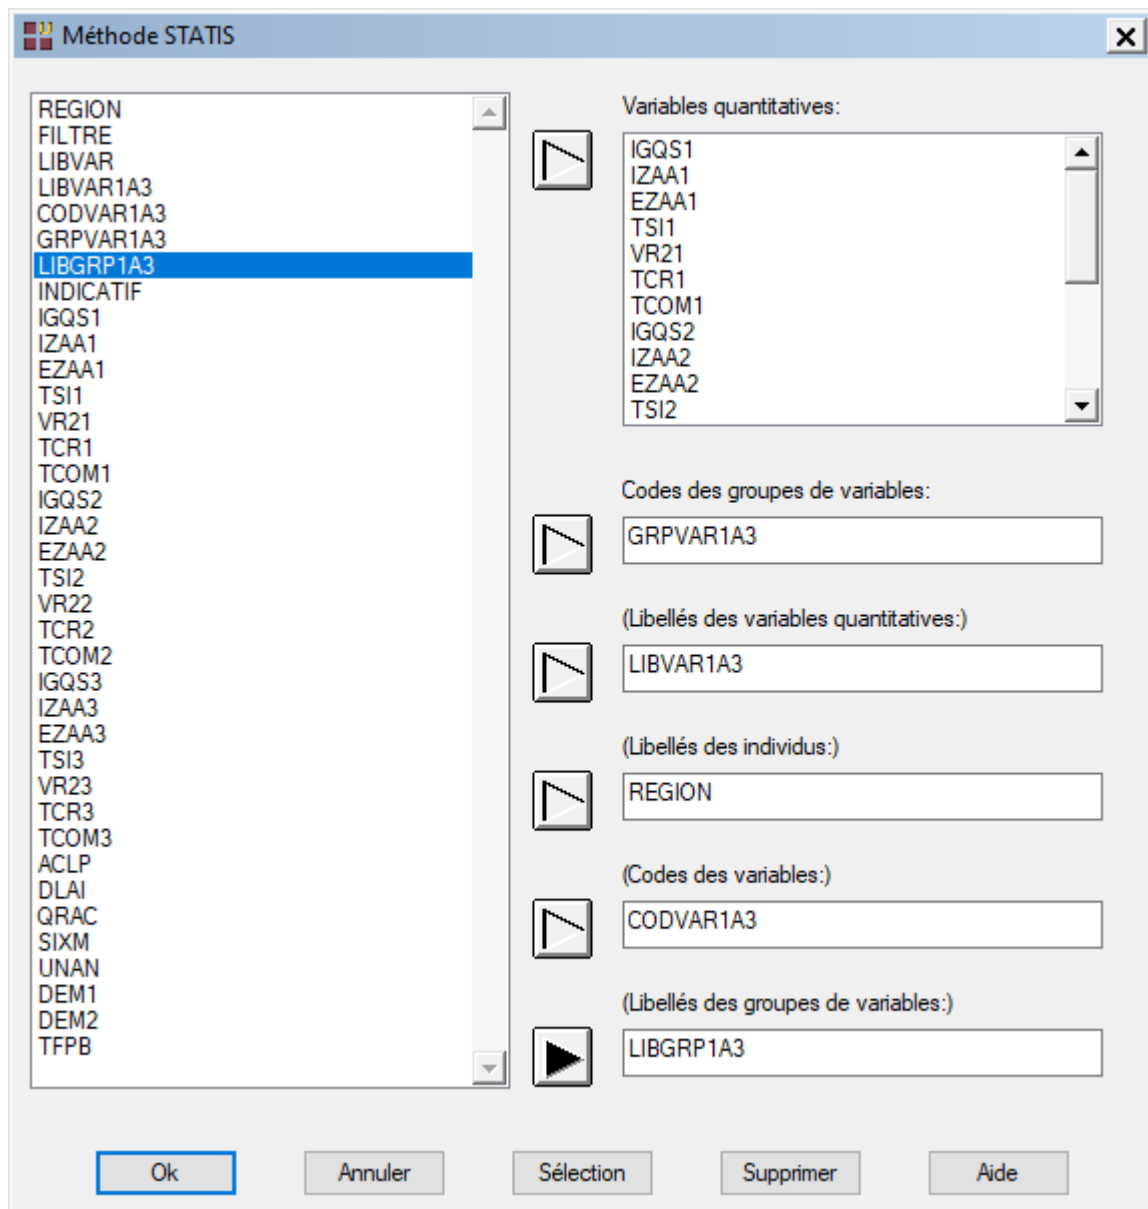 Méthode STATIS
REGION
FILTRE
LIBVAR
LIBVAR1A3
CODVAR1A3
GRPVAR1A3
LIBGRP1A3
INDICATIF
IGQS1
IZAA1
EZAA1
TSI1
VR21
TCR1
TCOM1
IGQS2
IZAA2
EZAA2
TSI2
VR22
TCR2
TCOM2
IGQS3
IZAA3
EZAA3
TSI3
VR23
TCR3
TCOM3
ACLP
DLAI
QRAC
SIXM
UNAN
DEM1
DEM2
TFPB
Variables quantitatives:
IGQS1
IZAA1
EZAA1
TSI1
VR21
TCR1
TCOM1
IGQS2
IZAA2
EZAA2
TSI2
Codes des groupes de variables:
GRPVAR1A3
(Libellés des variables quantitatives:)
LIBVAR1A3
(Libellés des individus:)
REGION
(Codes des variables:)
CODVAR1A3
(Libellés des groupes de variables:)
LIBGRP1A3
Ok
Annuler
Sélection
Supprimer
Aide